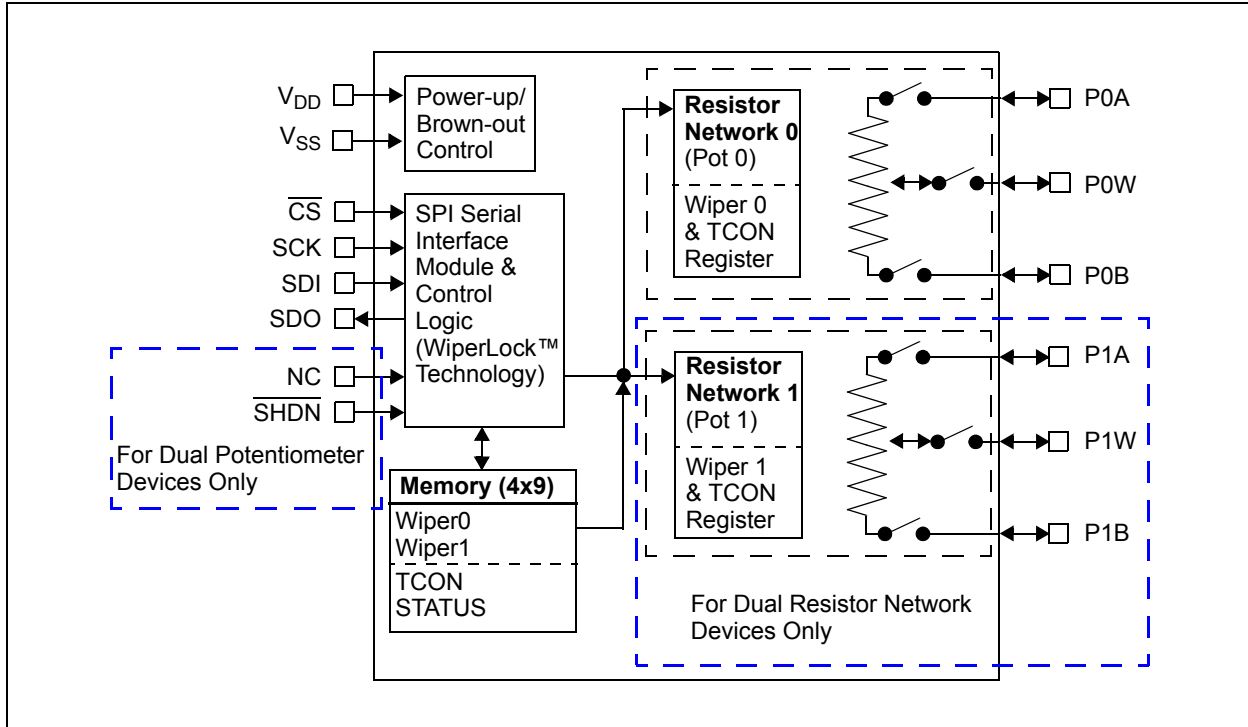 V_DD
V_SS
Power-up/
Brown-out
Control
CS
SCK
SDI
SDO
NC
SHDN
For Dual Potentiometer
Devices Only
SPI Serial
Interface
Module &
Control
Logic
(WiperLock™
Technology)
Memory (4x9)
Wiper0
Wiper1
TCON
STATUS
Resistor
Network 0
(Pot 0)
Wiper 0
& TCON
Register
P0A
P0W
P0B
Resistor
Network 1
(Pot 1)
Wiper 1
& TCON
Register
P1A
P1W
P1B
For Dual Resistor Network
Devices Only